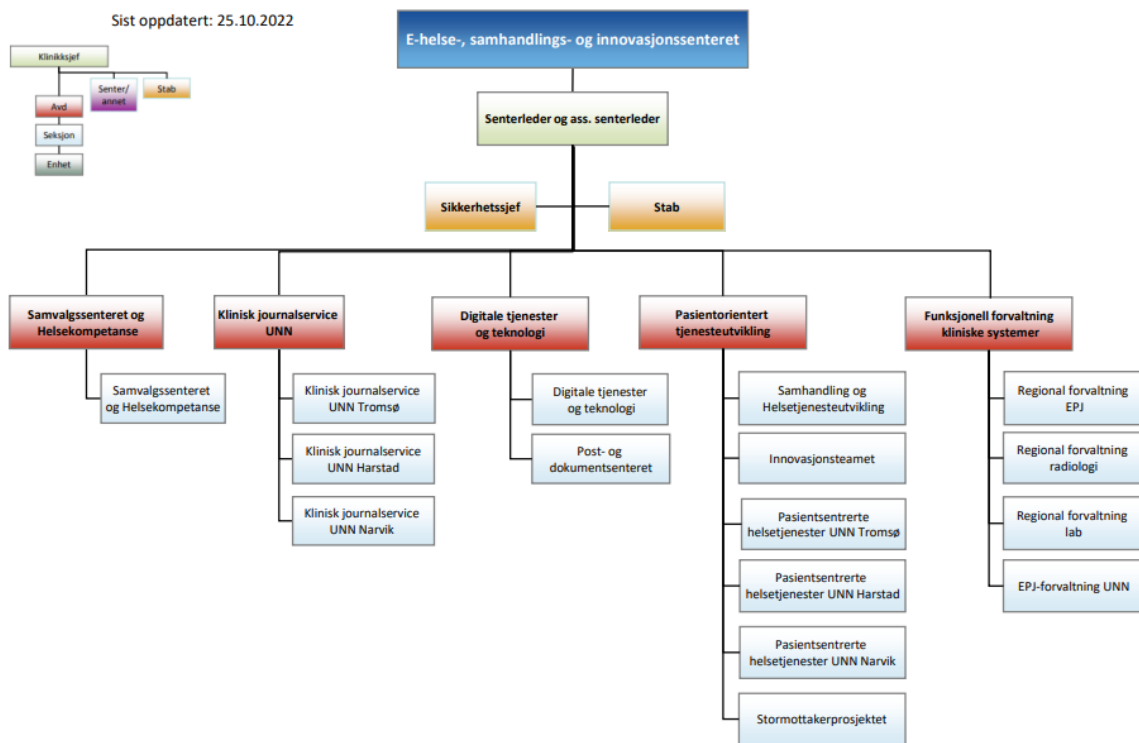 Sist oppdatert: 25.10.2022
E-helse-, samhandlings- og innovasjonssenteret
Klinikksjef
Senter/
annet
Stab
Avd
Seksjon
Enhet
Senterleder og ass. senterleder
Sikkerhetssjef
Stab
Samvalgssenteret og
Helsekompetanse
Samvalgssenteret
og Helsekompetanse
Klinisk journalservice
UNN
Klinisk journalservice
UNN Tromsø
Klinisk journalservice
UNN Harstad
Klinisk journalservice
UNN Narvik
Digitale tjenester
og teknologi
Digitale tjenester
og teknologi
Post- og
dokumentsenteret
Pasientorientert
tjenesteutvikling
Samhandling og
Helsetjenesteutvikling
Innovasjonsteamet
Pasientsentrerte
helsetjenester UNN Tromsø
Pasientsentrerte
helsetjenester UNN Harstad
Pasientsentrerte
helsetjenester UNN Narvik
Stormottakerprosjektet
Funksjonell forvaltning
kliniske systemer
Regional forvaltning
EPJ
Regional forvaltning
radiologi
Regional forvaltning
lab
EPJ-forvaltning UNN